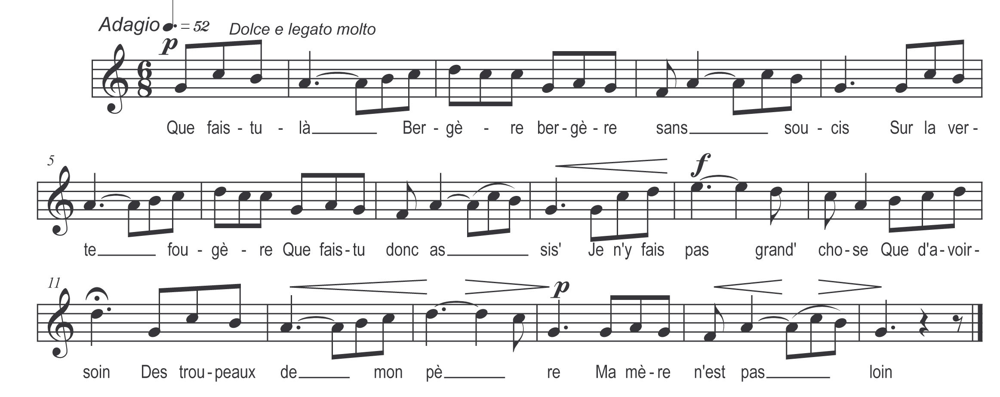 Adagio = 52 Dolce e legato molto
p
6
8
Que fais - tu - là Ber - gè - re ber - gè - re sans sou - cis Sur la ver -
5
f
te fou - gè - re Que fais - tu donc as sis' Je n'y fais pas grand' cho - se Que d'a - voir -
11
p
soin Des trou - peaux de mon pè re Ma mè - re n'est pas loin